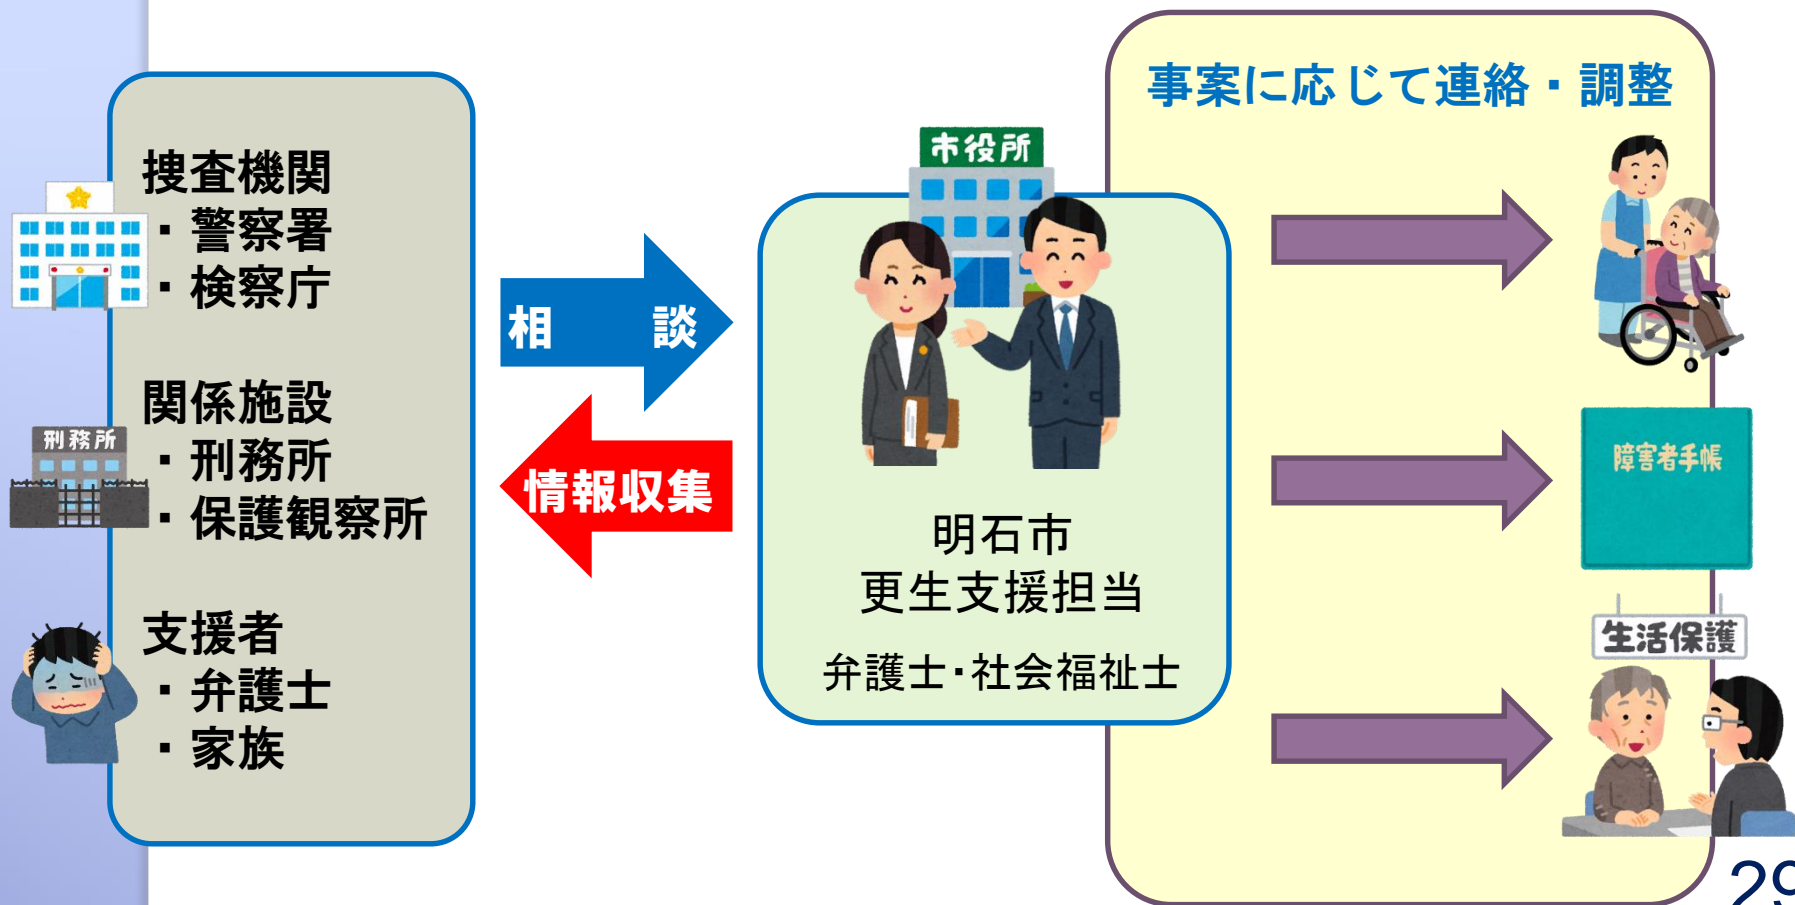 捜査機関
・警察署
・検察庁
刑務所
関係施設
・刑務所
・保護観察所
支援者
・弁護士
・家族
相　談
情報収集
市役所
明石市
更生支援担当
弁護士・社会福祉士
事案に応じて連絡・調整
障害者手帳
生活保護
29